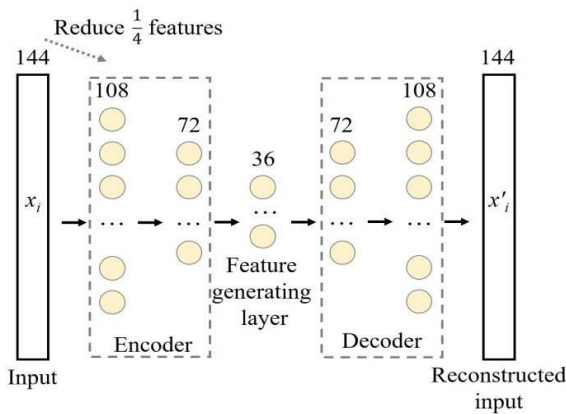 Reduce 1/4 features
144
144
108
108
72
72
36
x_i
x'_i
...
...
...
...
...
Feature
generating
layer
Encoder
Decoder
Input
Reconstructed
input